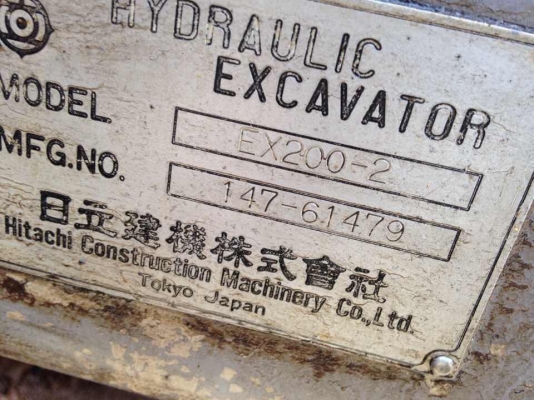 HYDRAULIC
EXCAVATOR
MODEL EX200-2
MFG.NO. 147-61479
日立建機株式會社
Hitachi Construction Machinery Co.,Ltd.
Tokyo Japan